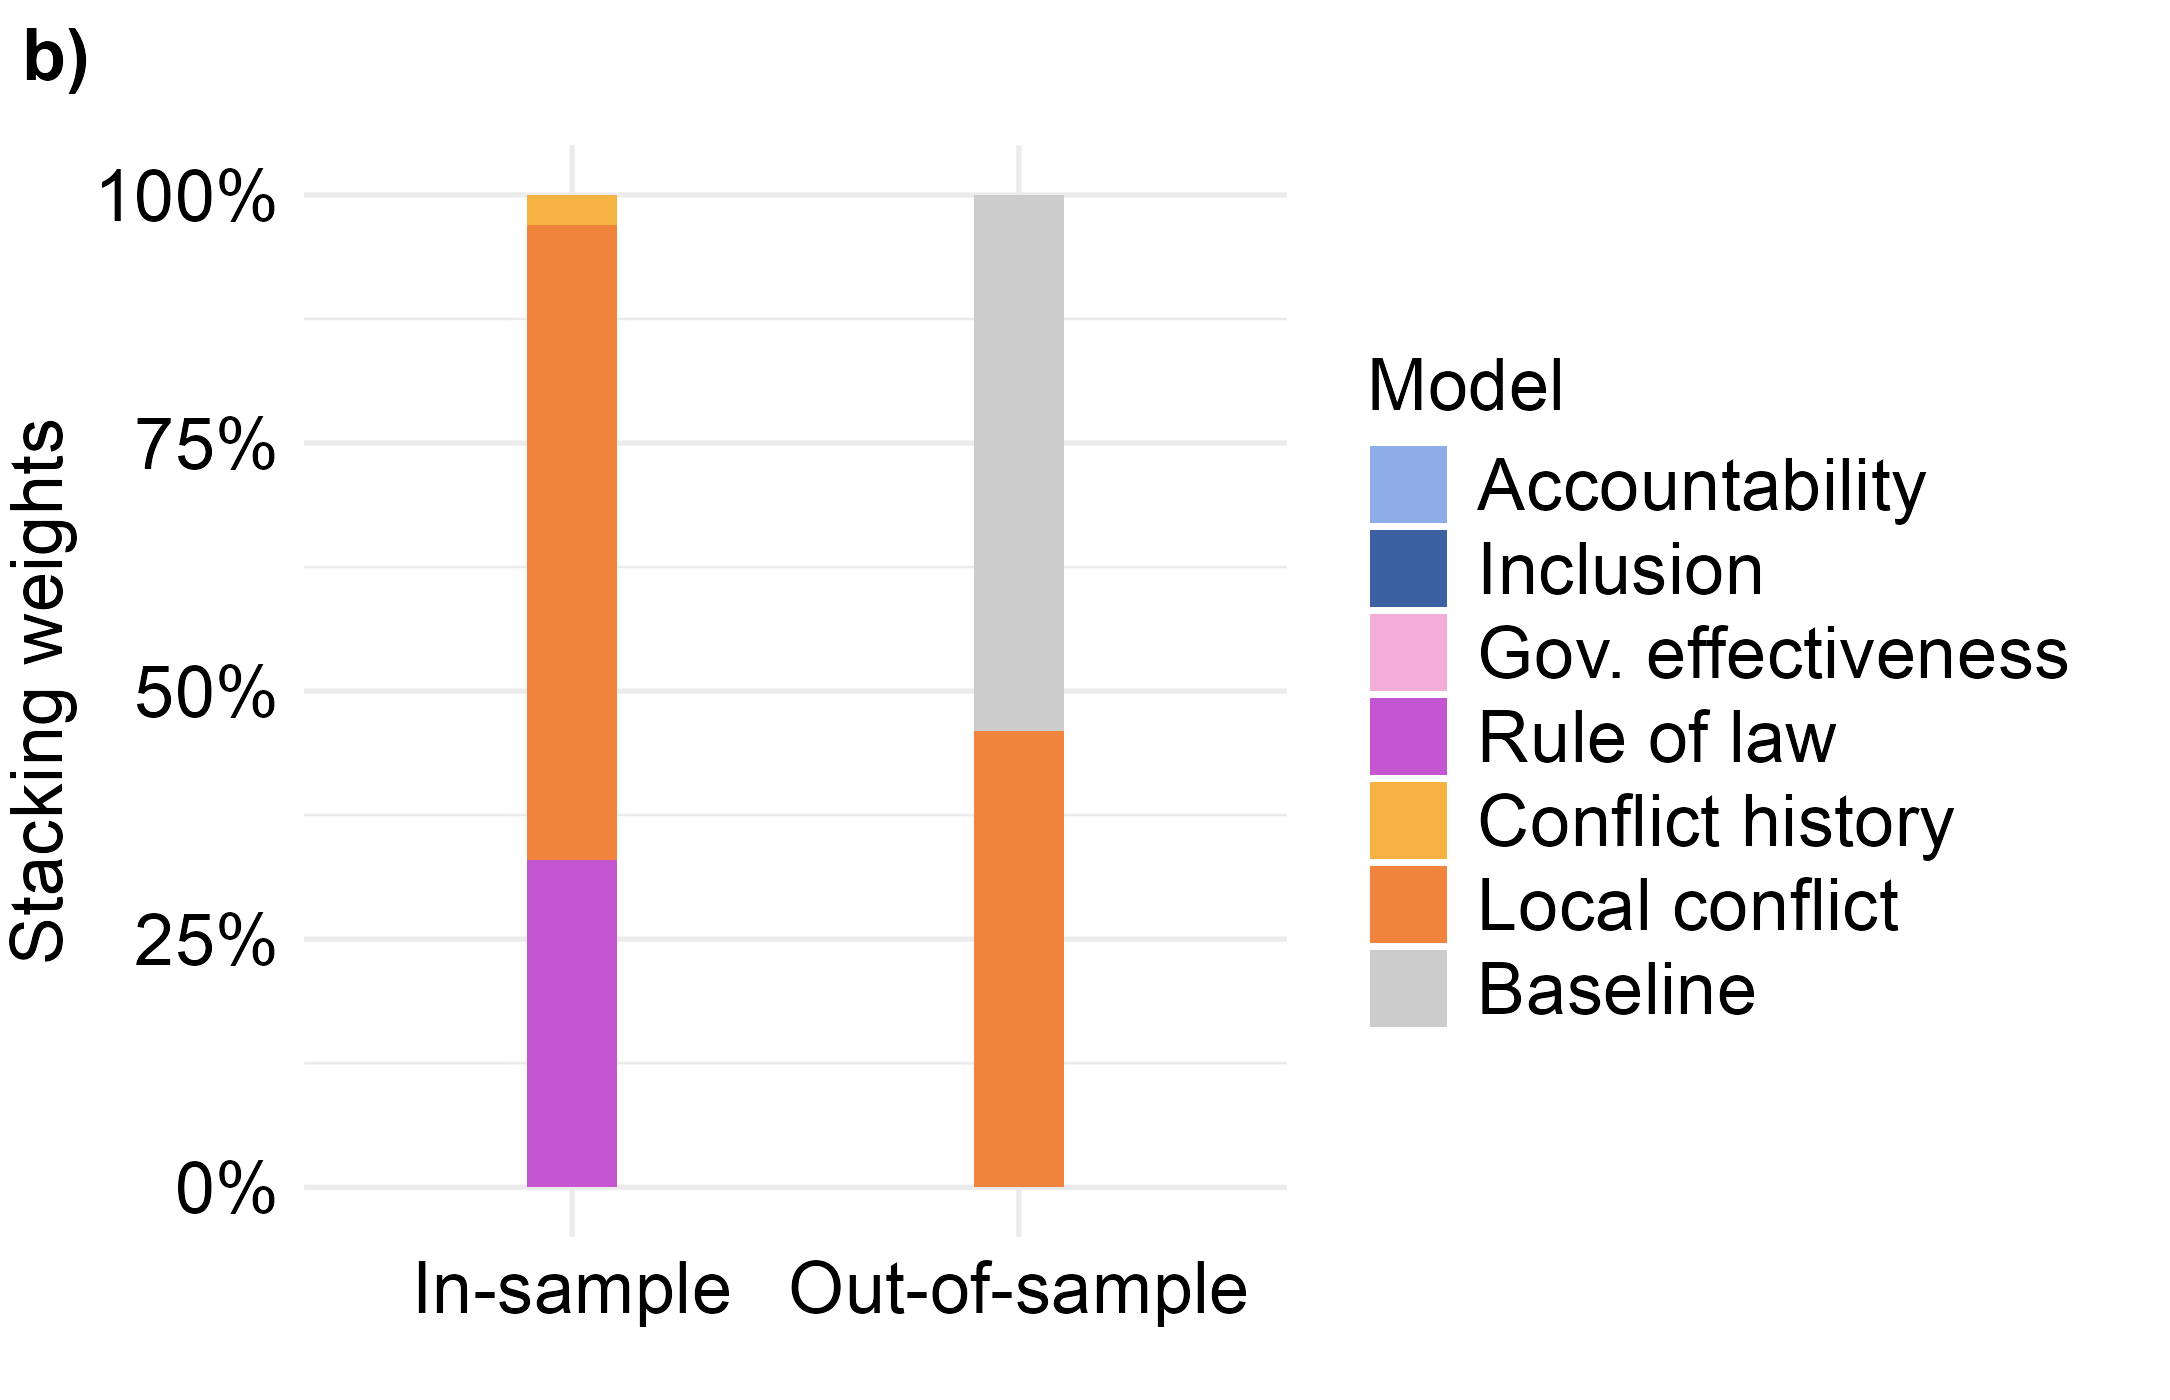 b)
Stacking weights
100%
75%
50%
25%
0%
In-sample
Out-of-sample
Model
Accountability
Inclusion
Gov. effectiveness
Rule of law
Conflict history
Local conflict
Baseline